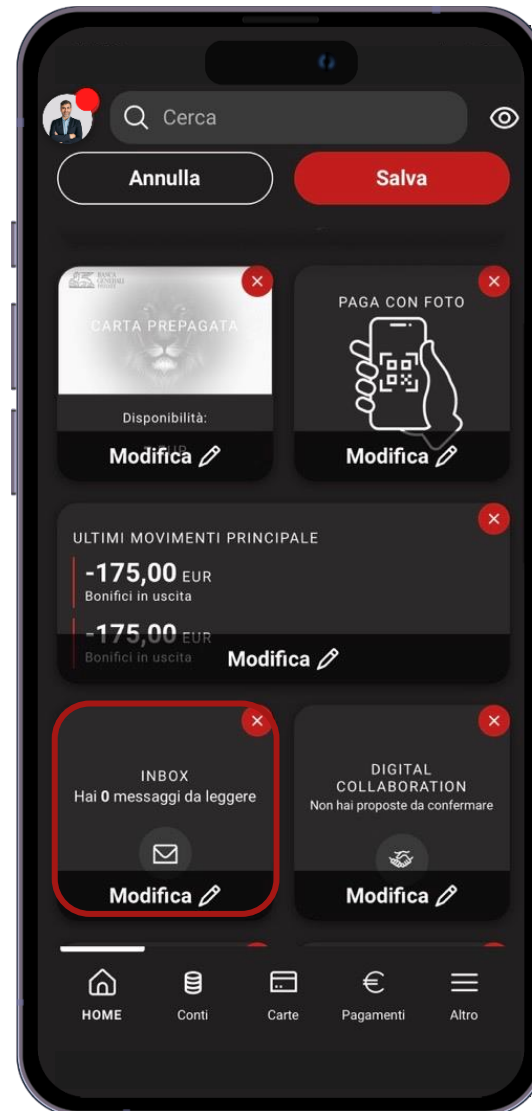 Cerca
Annulla
Salva
BANCA
GENERALI
CARTA PREPAGATA
Disponibilità:
Modifica
PAGA CON FOTO
Modifica
ULTIMI MOVIMENTI PRINCIPALE
-175,00 EUR
Bonifici in uscita
-175,00 EUR
Bonifici in uscita
Modifica
INBOX
Hai 0 messaggi da leggere
Modifica
DIGITAL
COLLABORATION
Non hai proposte da confermare
Modifica
HOME
Conti
Carte
Pagamenti
Altro